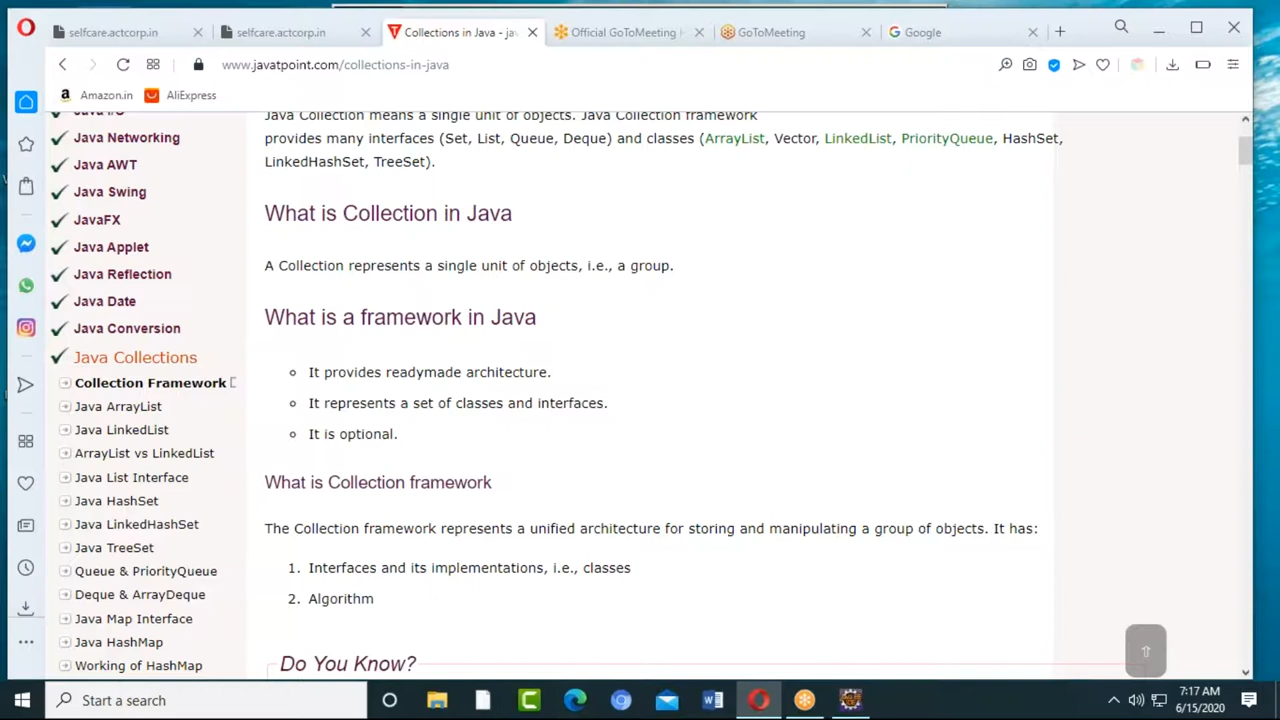 selfcare.actcorp.in
selfcare.actcorp.in
Collections in Java - jav
Official GoToMeeting
GoToMeeting
Google
www.javatpoint.com/collections-in-java
Amazon.in
AliExpress
Java I/O
Java Networking
Java AWT
Java Swing
JavaFX
Java Applet
Java Reflection
Java Date
Java Conversion
Java Collections
Collection Framework
Java ArrayList
Java LinkedList
ArrayList vs LinkedList
Java List Interface
Java HashSet
Java LinkedHashSet
Java TreeSet
Queue & PriorityQueue
Deque & ArrayDeque
Java Map Interface
Java HashMap
Working of HashMap
Java Collection means a single unit of objects. Java Collection framework
provides many interfaces (Set, List, Queue, Deque) and classes (ArrayList, Vector, LinkedList, PriorityQueue, HashSet,
LinkedHashSet, TreeSet).
What is Collection in Java
A Collection represents a single unit of objects, i.e., a group.
What is a framework in Java
It provides readymade architecture.
It represents a set of classes and interfaces.
It is optional.
What is Collection framework
The Collection framework represents a unified architecture for storing and manipulating a group of objects. It has:
1. Interfaces and its implementations, i.e., classes
2. Algorithm
Do You Know?
Start a search
7:17 AM
6/15/2020